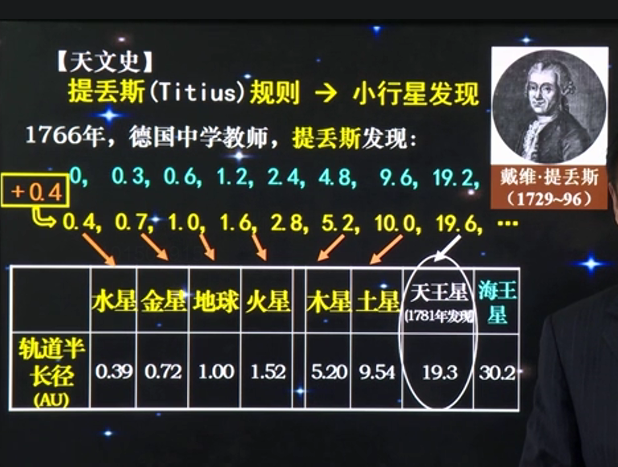 【天文史】
提丢斯(Titius)规则 → 小行星发现
1766年，德国中学教师，提丢斯发现：
0, 0.3, 0.6, 1.2, 2.4, 4.8, 9.6, 19.2,
+0.4
0.4, 0.7, 1.0, 1.6, 2.8, 5.2, 10.0, 19.6, …
戴维·提丢斯
（1729~96）
水星 金星 地球 火星 木星 土星 天王星 (1781年发现) 海王星
轨道半长径 (AU) 0.39 0.72 1.00 1.52 5.20 9.54 19.3 30.2